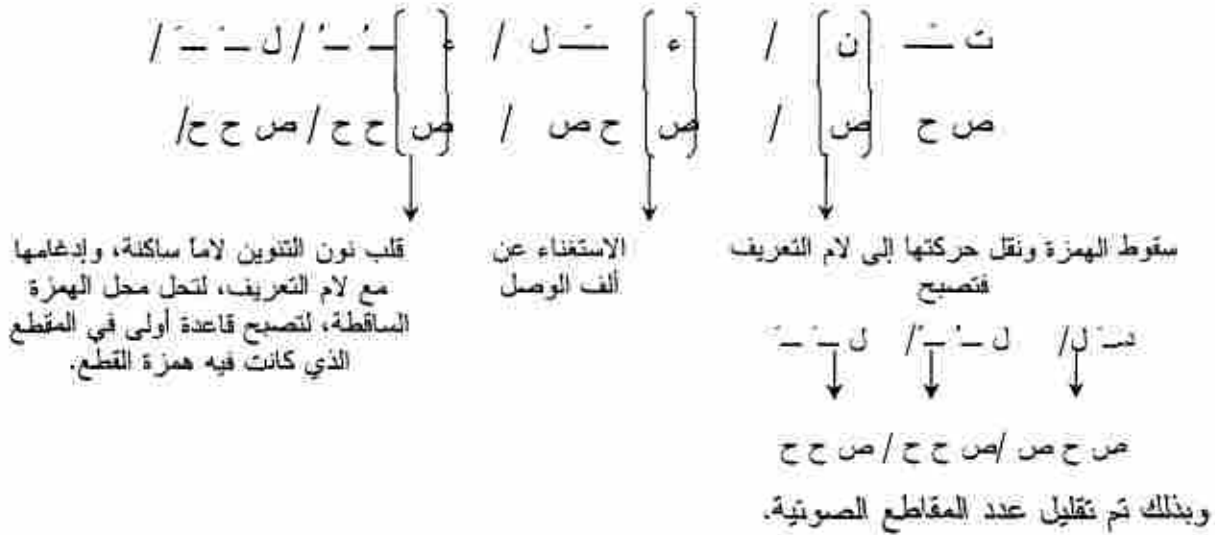 ت ـَـ [ن] / [ء] ـَـ ل / [ء] ـُـ ـُـ / ل ـَـ ـَـ /
ص ح [ص] / [ص] ح ص / [ص] ح ح / ص ح ح /
سقوط الهمزة ونقل حركتها إلى لام التعريف
فتصبح
الاستغناء عن
ألف الوصل
قلب نون التنوين لاماً ساكنة، وإدغامها
مع لام التعريف، لتحل محل الهمزة
الساقطة، لتصبح قاعدة أولى في المقطع
الذي كانت فيه همزة القطع.
ل/ ل ـُـ ـُـ / ل ـَـ ـَـ
ص ح ص / ص ح ح / ص ح ح
وبذلك تم تقليل عدد المقاطع الصوتية.